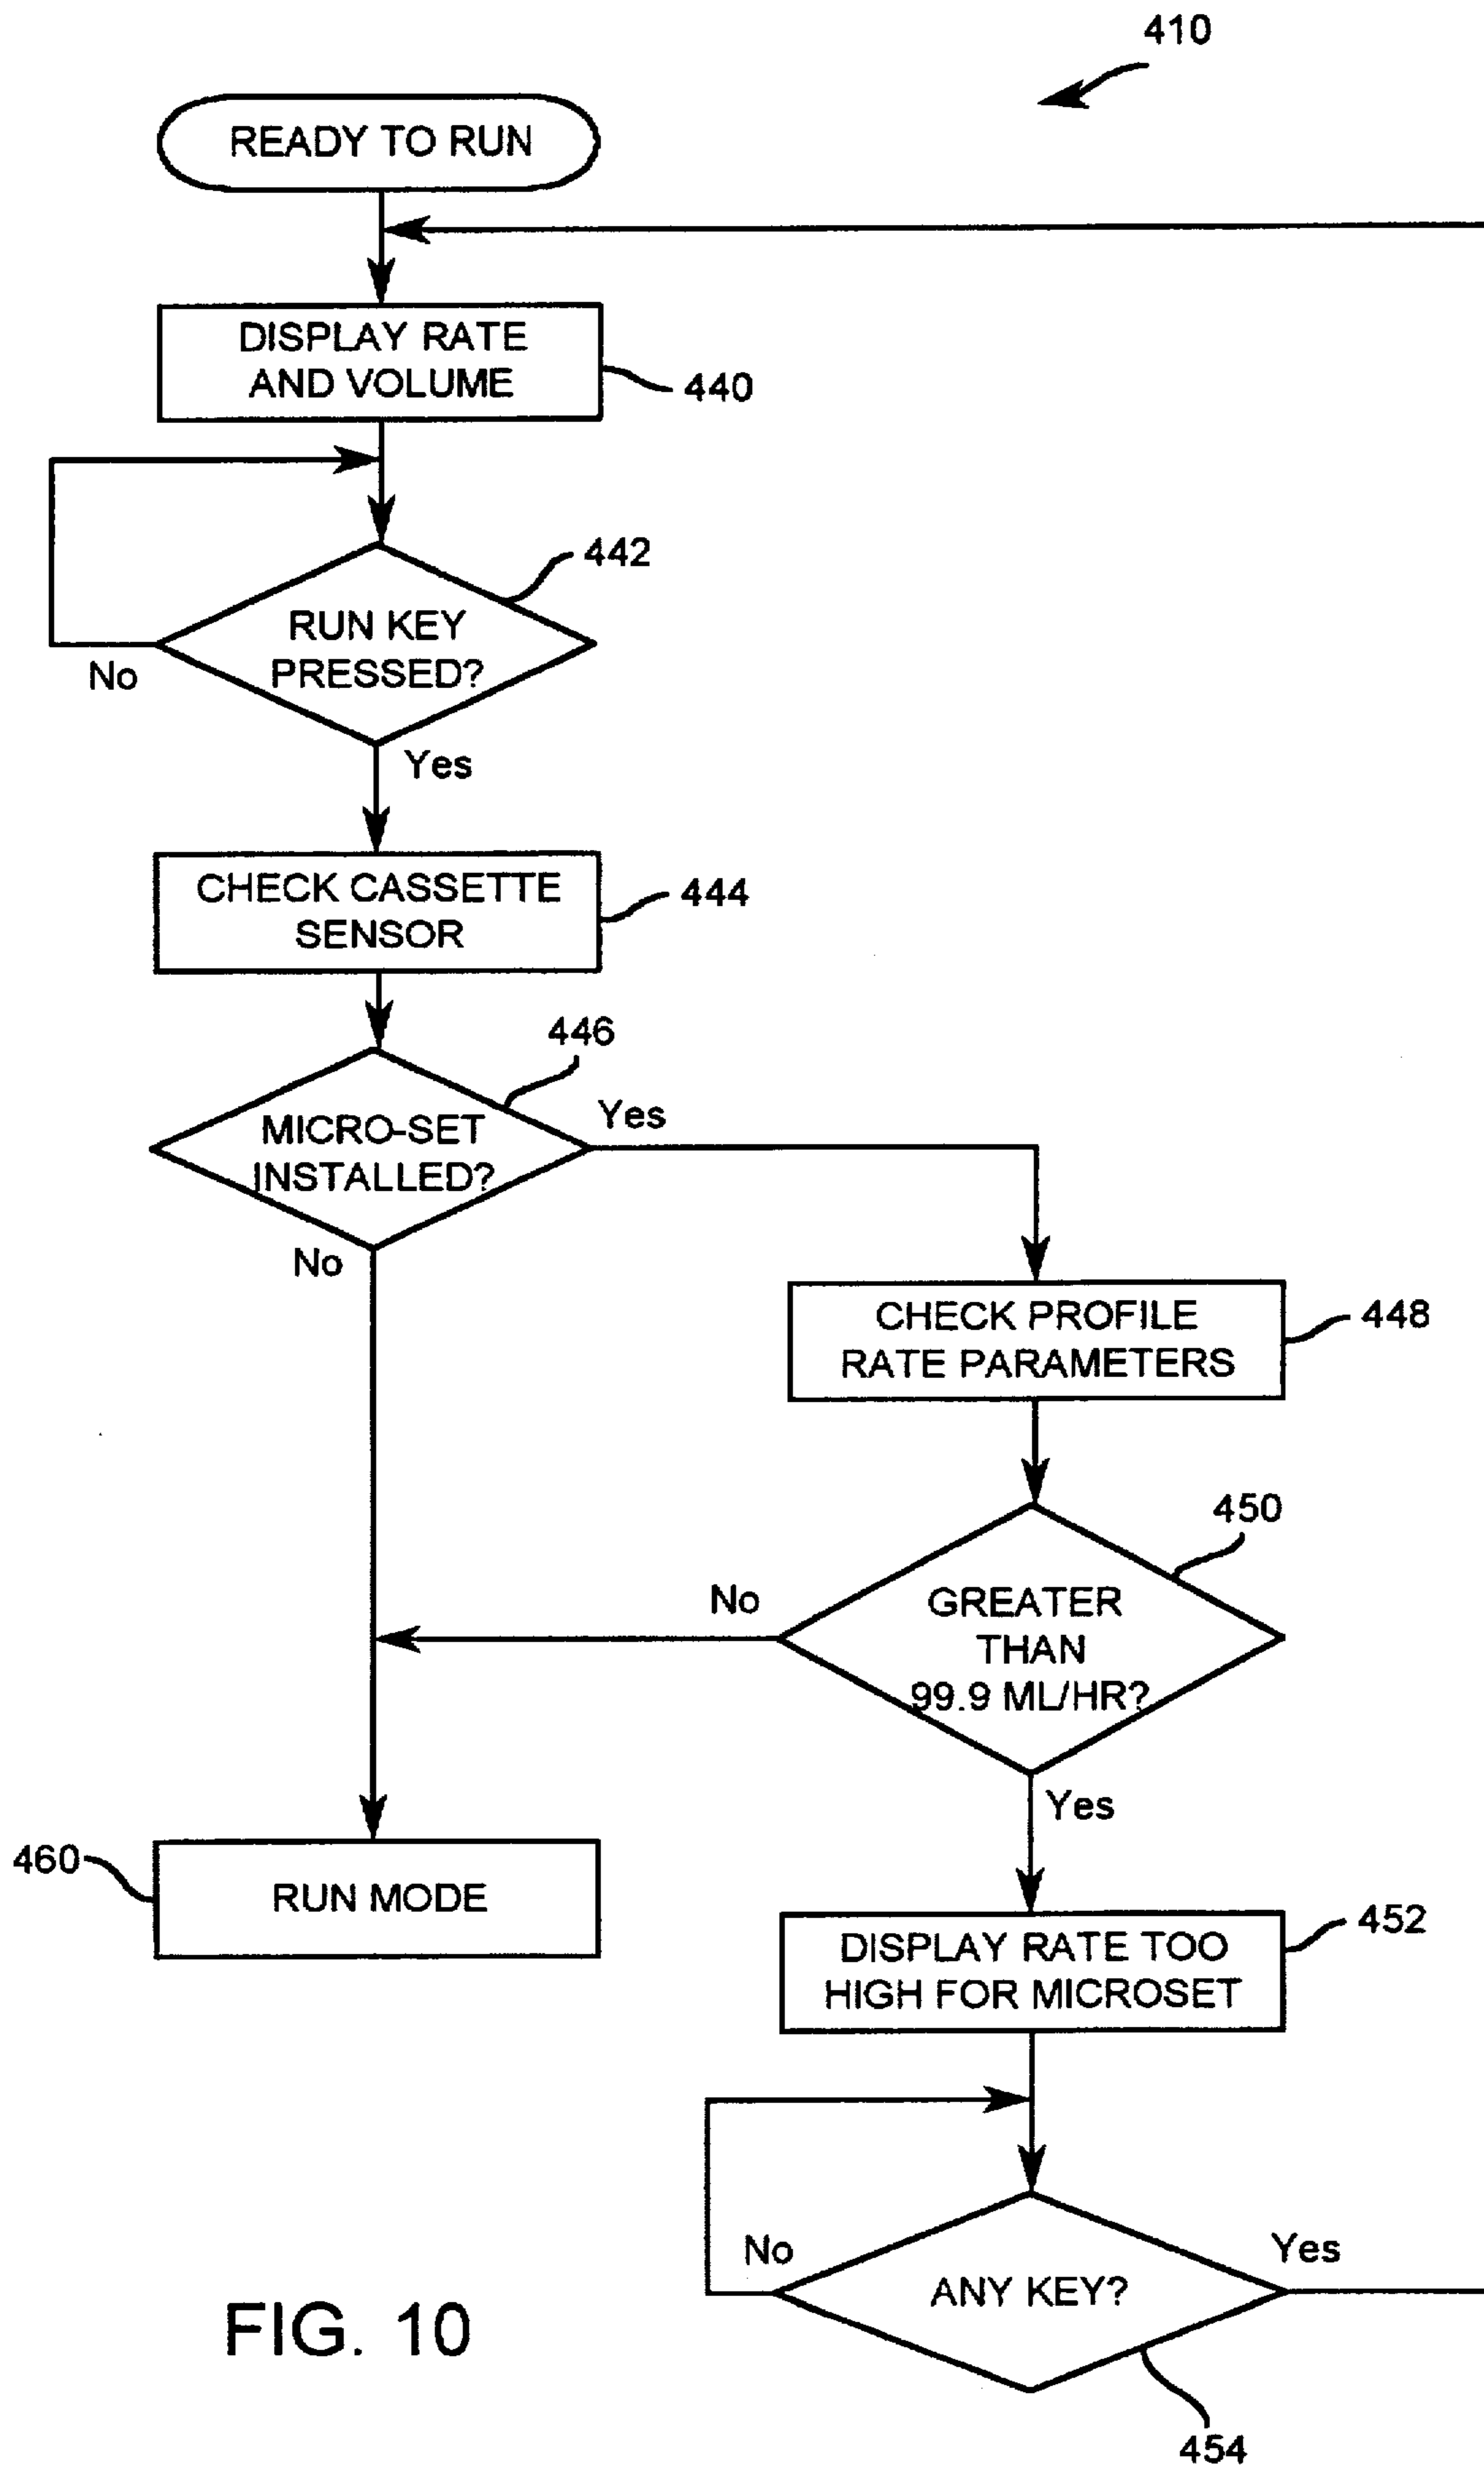 410
READY TO RUN
DISPLAY RATE
AND VOLUME
440
442
RUN KEY
PRESSED?
No
Yes
CHECK CASSETTE
SENSOR
444
446
MICRO-SET
INSTALLED?
Yes
No
CHECK PROFILE
RATE PARAMETERS
448
450
GREATER
THAN
99.9 ML/HR?
No
Yes
460
RUN MODE
DISPLAY RATE TOO
HIGH FOR MICROSET
452
No
Yes
ANY KEY?
454
FIG. 10